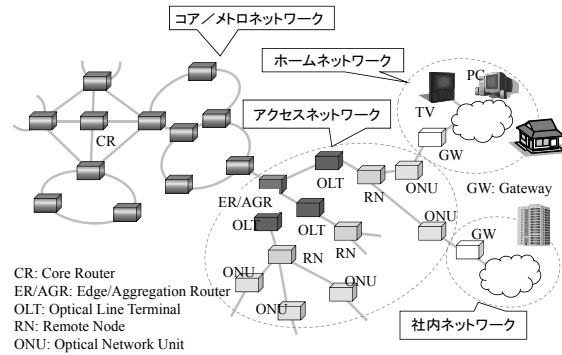 コア／メトロネットワーク
ホームネットワーク
PC
TV
アクセスネットワーク
CR
GW
OLT
RN
ONU
GW: Gateway
ER/AGR
OLT
OLT
RN
ONU
GW
RN
ONU
ONU
ONU
社内ネットワーク
CR: Core Router
ER/AGR: Edge/Aggregation Router
OLT: Optical Line Terminal
RN: Remote Node
ONU: Optical Network Unit